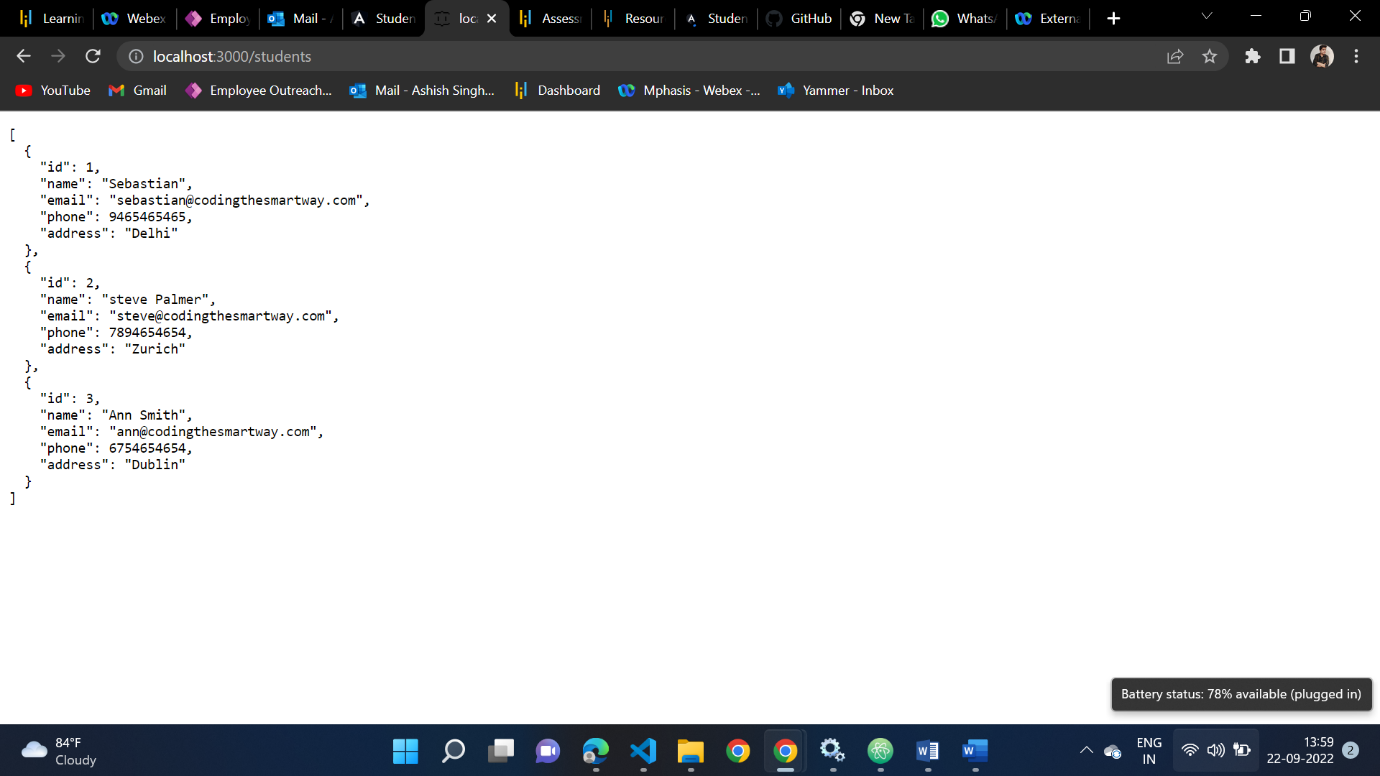 Learnin
Webex
Employ
Mail - A
Studen
loca
Assess
Resour
Studen
GitHub
New Ta
WhatsA
Externa
localhost:3000/students
YouTube
Gmail
Employee Outreach...
Mail - Ashish Singh...
Dashboard
Mphasis - Webex -...
Yammer - Inbox
[
  {
    "id": 1,
    "name": "Sebastian",
    "email": "sebastian@codingthesmartway.com",
    "phone": 9465465465,
    "address": "Delhi"
  },
  {
    "id": 2,
    "name": "steve Palmer",
    "email": "steve@codingthesmartway.com",
    "phone": 7894654654,
    "address": "Zurich"
  },
  {
    "id": 3,
    "name": "Ann Smith",
    "email": "ann@codingthesmartway.com",
    "phone": 6754654654,
    "address": "Dublin"
  }
]
Battery status: 78% available (plugged in)
84°F
Cloudy
ENG
IN
13:59
22-09-2022
2